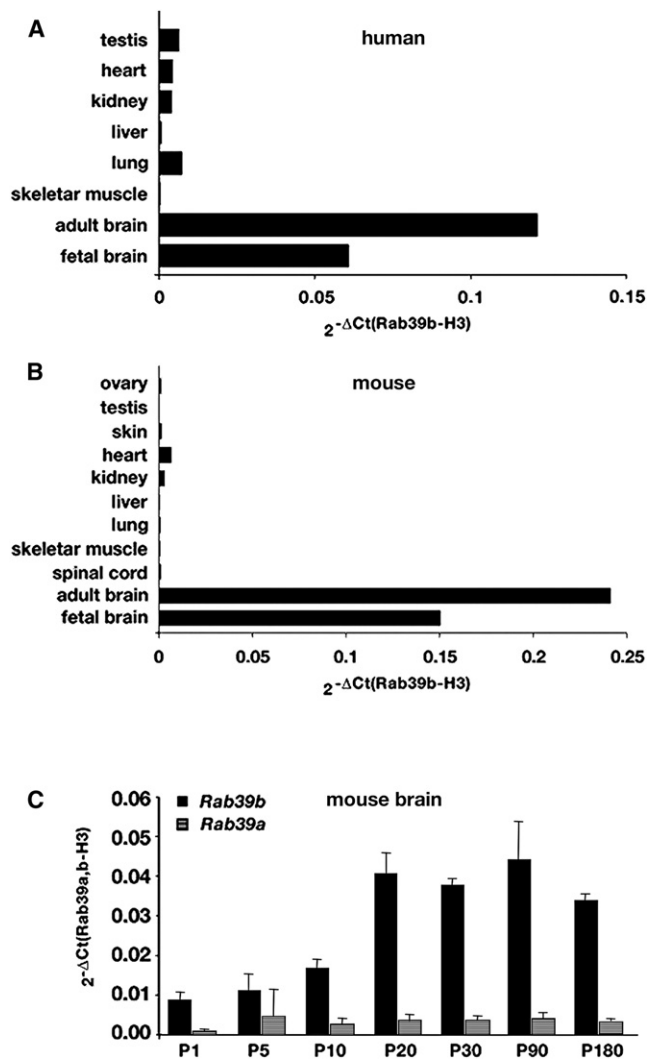 A
human
testis
heart
kidney
liver
lung
skeletar muscle
adult brain
fetal brain
0 0.05 0.1 0.15
2-ΔCt(Rab39b-H3)
B
mouse
ovary
testis
skin
heart
kidney
liver
lung
skeletar muscle
spinal cord
adult brain
fetal brain
0 0.05 0.1 0.15 0.2 0.25
2-ΔCt(Rab39b-H3)
C
mouse brain
Rab39b
Rab39a
2-ΔCt(Rab39a,b-H3)
0.06
0.05
0.04
0.03
0.02
0.01
0.00
P1 P5 P10 P20 P30 P90 P180